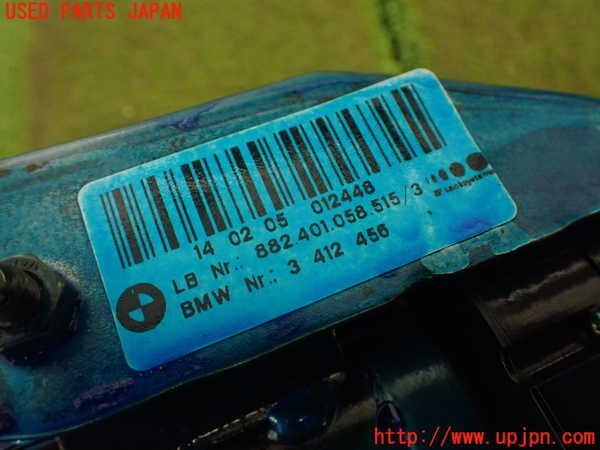 USED PARTS JAPAN
14 02 05 012448
LB Nr.: 882.401.058.515/3
BMW Nr.: 3 412 456
http://www.upjpn.com/